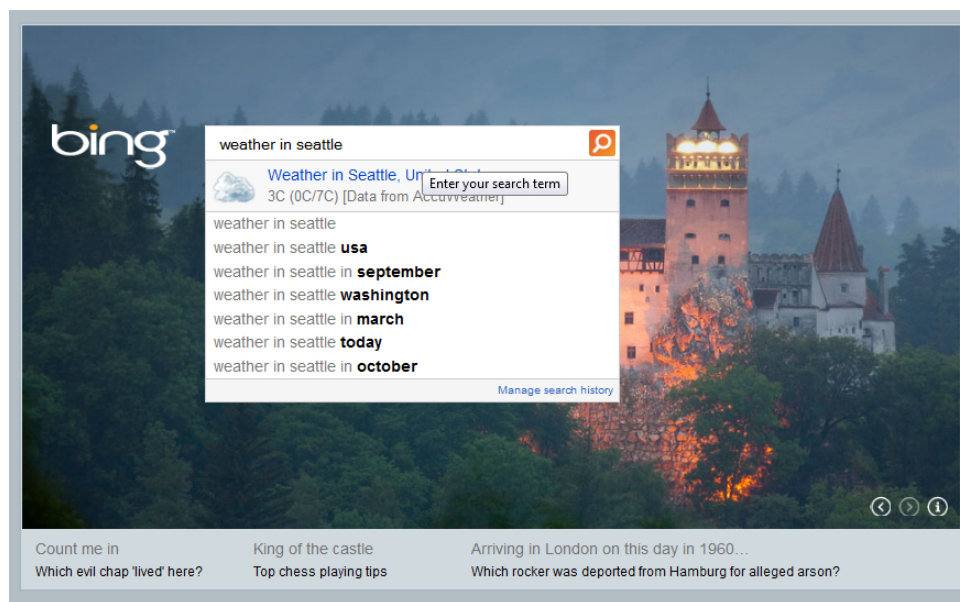 bing™
weather in seattle
Weather in Seattle, Uni
Enter your search term
3C (0C/7C) [Data from AccuWeather]
weather in seattle
weather in seattle usa
weather in seattle in september
weather in seattle washington
weather in seattle in march
weather in seattle today
weather in seattle in october
Manage search history
Count me in
Which evil chap 'lived' here?
King of the castle
Top chess playing tips
Arriving in London on this day in 1960...
Which rocker was deported from Hamburg for alleged arson?